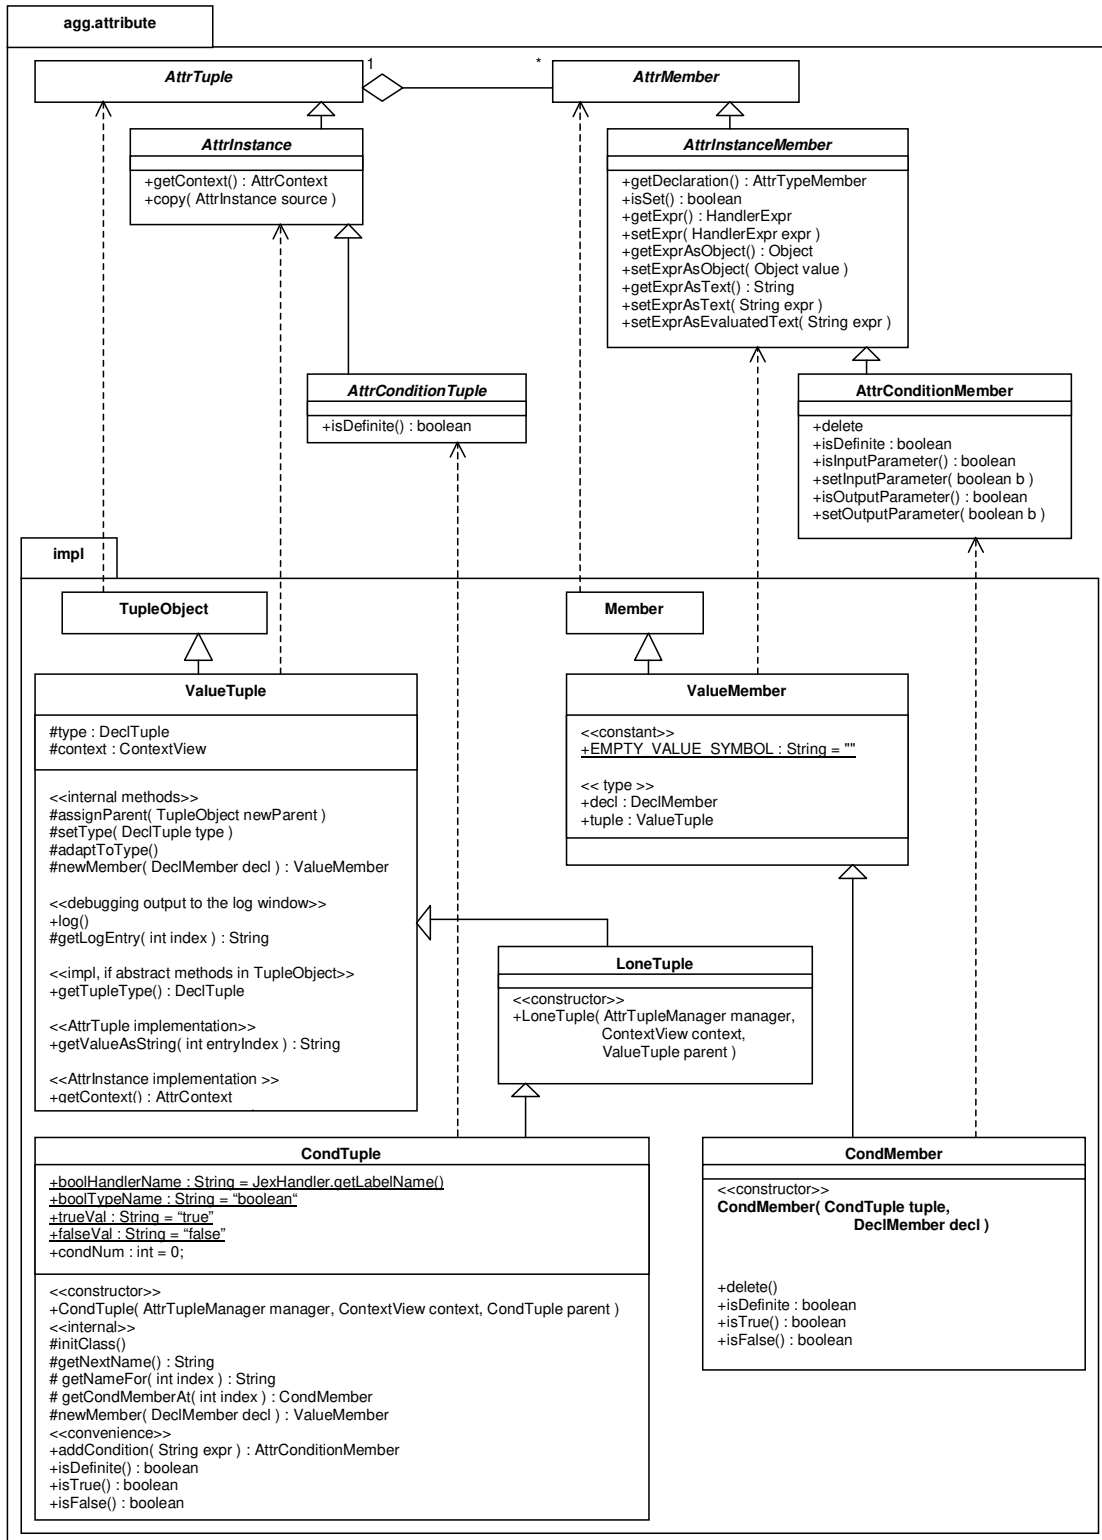 agg.attribute
AttrTuple
1
*
AttrMember
AttrInstance
+getContext() : AttrContext
+copy( AttrInstance source )
AttrInstanceMember
+getDeclaration() : AttrTypeMember
+isSet() : boolean
+getExpr() : HandlerExpr
+setExpr( HandlerExpr expr )
+getExprAsObject() : Object
+setExprAsObject( Object value )
+getExprAsText() : String
+setExprAsText( String expr )
+setExprAsEvaluatedText( String expr )
AttrConditionTuple
+isDefinite() : boolean
AttrConditionMember
+delete
+isDefinite : boolean
+isInputParameter() : boolean
+setInputParameter( boolean b )
+isOutputParameter() : boolean
+setOutputParameter( boolean b )
impl
TupleObject
Member
ValueTuple
#type : DeclTuple
#context : ContextView
<<internal methods>>
#assignParent( TupleObject newParent )
#setType( DeclTuple type )
#adaptToType()
#newMember( DeclMember decl ) : ValueMember
<<debugging output to the log window>>
+log()
#getLogEntry( int index ) : String
<<impl, if abstract methods in TupleObject>>
+getTupleType() : DeclTuple
<<AttrTuple implementation>>
+getValueAsString( int entryIndex ) : String
<<AttrInstance implementation >>
+getContext() : AttrContext
ValueMember
<<constant>>
+EMPTY_VALUE_SYMBOL : String = ""
<< type >>
+decl : DeclMember
+tuple : ValueTuple
LoneTuple
<<constructor>>
+LoneTuple( AttrTupleManager manager,
ContextView context,
ValueTuple parent )
CondTuple
+boolHandlerName : String = JexHandler.getLabelName()
+boolTypeName : String = “boolean“
+trueVal : String = “true”
+falseVal : String = “false”
+condNum : int = 0;
<<constructor>>
+CondTuple( AttrTupleManager manager, ContextView context, CondTuple parent )
<<internal>>
#initClass()
#getNextName() : String
# getNameFor( int index ) : String
# getCondMemberAt( int index ) : CondMember
#newMember( DeclMember decl ) : ValueMember
<<convenience>>
+addCondition( String expr ) : AttrConditionMember
+isDefinite() : boolean
+isTrue() : boolean
+isFalse() : boolean
CondMember
<<constructor>>
CondMember( CondTuple tuple,
DeclMember decl )
+delete()
+isDefinite : boolean
+isTrue() : boolean
+isFalse() : boolean